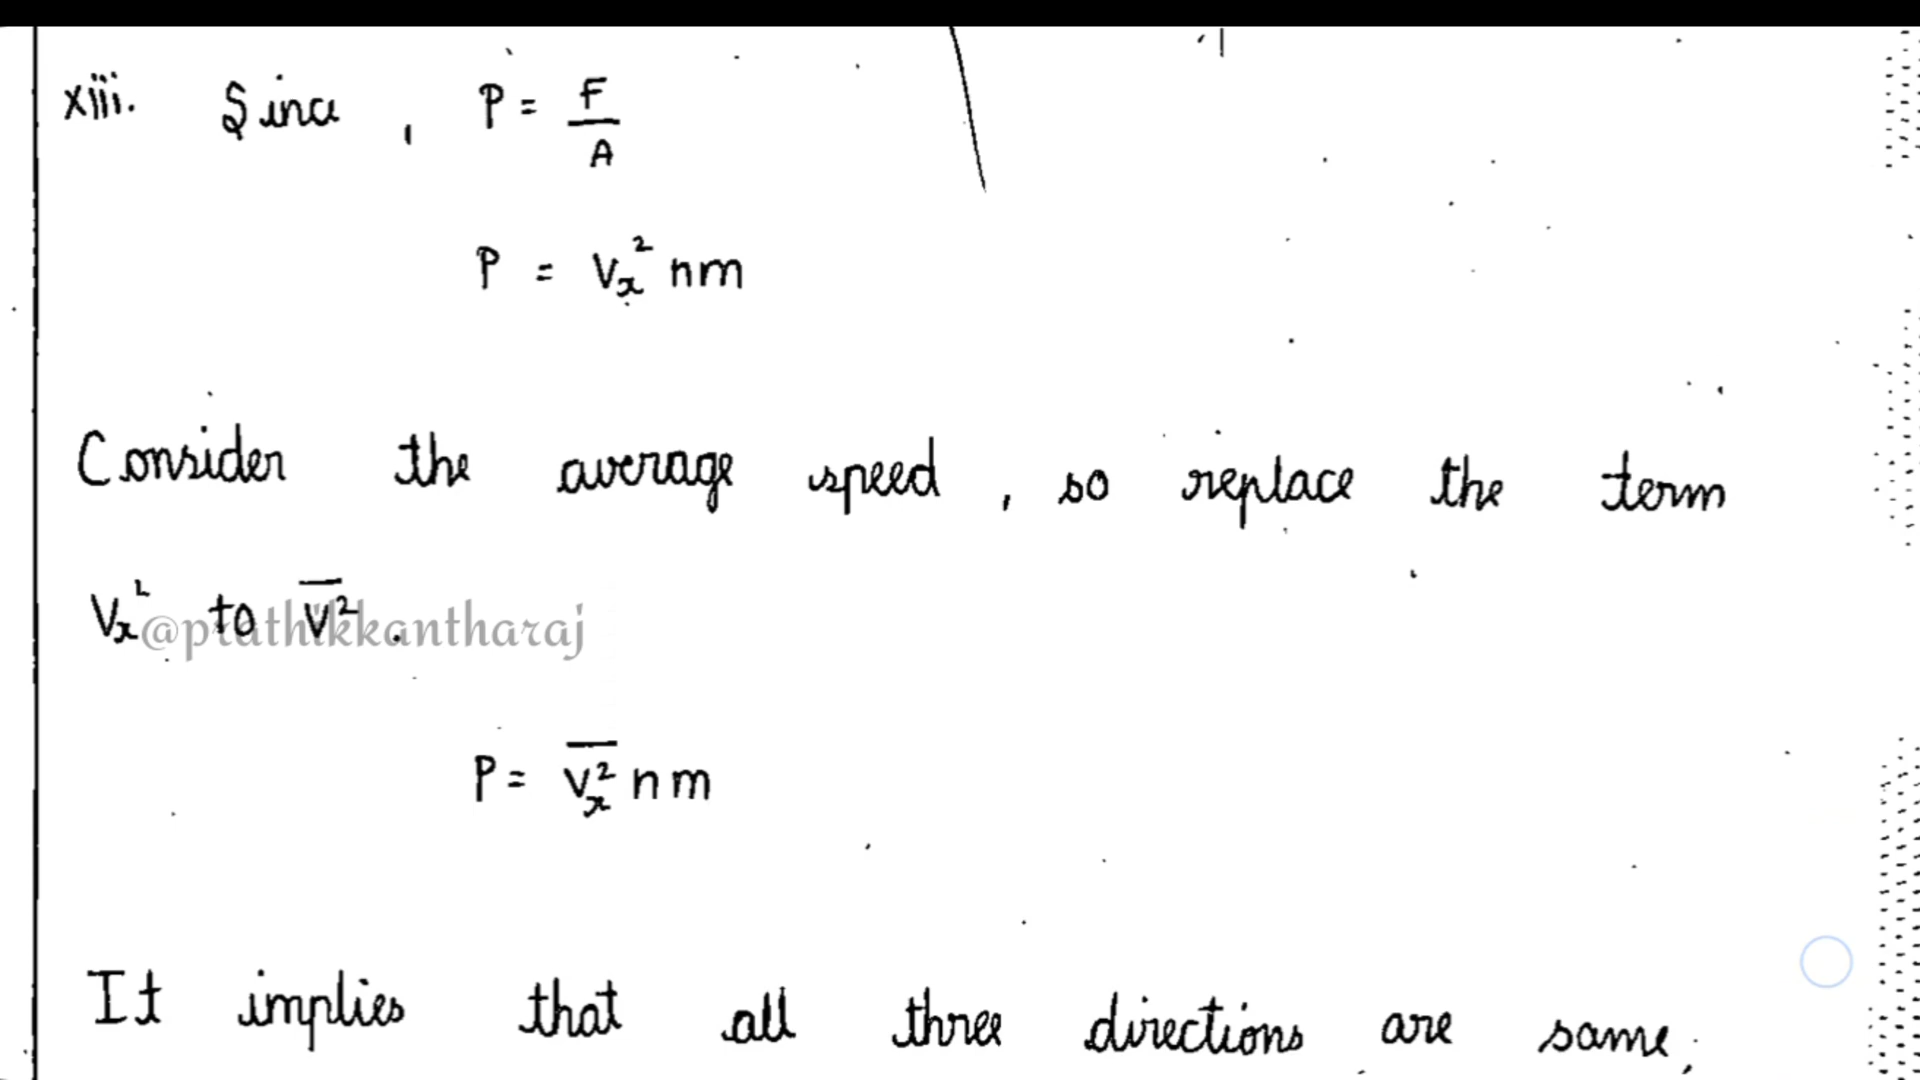 xiii. Since , P = F/A
P = Vx² nm
Consider the average speed , so replace the term
Vx² to V̅². 
@prathikkantharaj
P = V̅x² nm
It implies that all three directions are same,